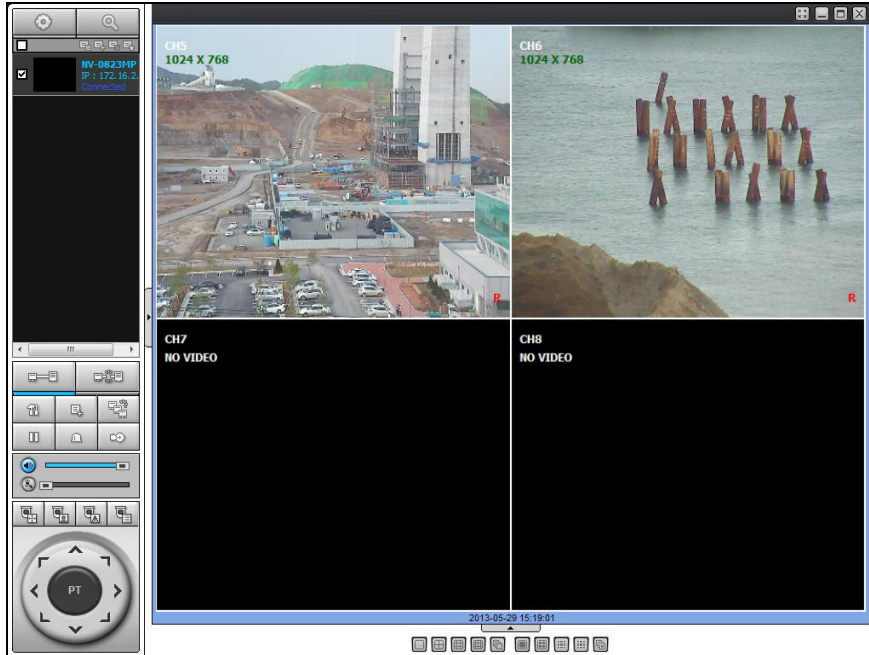 NV-0823MP
IP : 172.16.2.
Connected
CH5
1024 X 768
R
CH6
1024 X 768
R
CH7
NO VIDEO
CH8
NO VIDEO
2013-05-29 15:19:01
PT